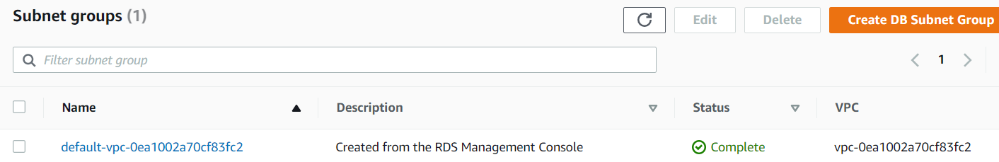 Subnet groups (1)
Edit
Delete
Create DB Subnet Group
Filter subnet group
1
Name
Description
Status
VPC
default-vpc-0ea1002a70cf83fc2
Created from the RDS Management Console
Complete
vpc-0ea1002a70cf83fc2